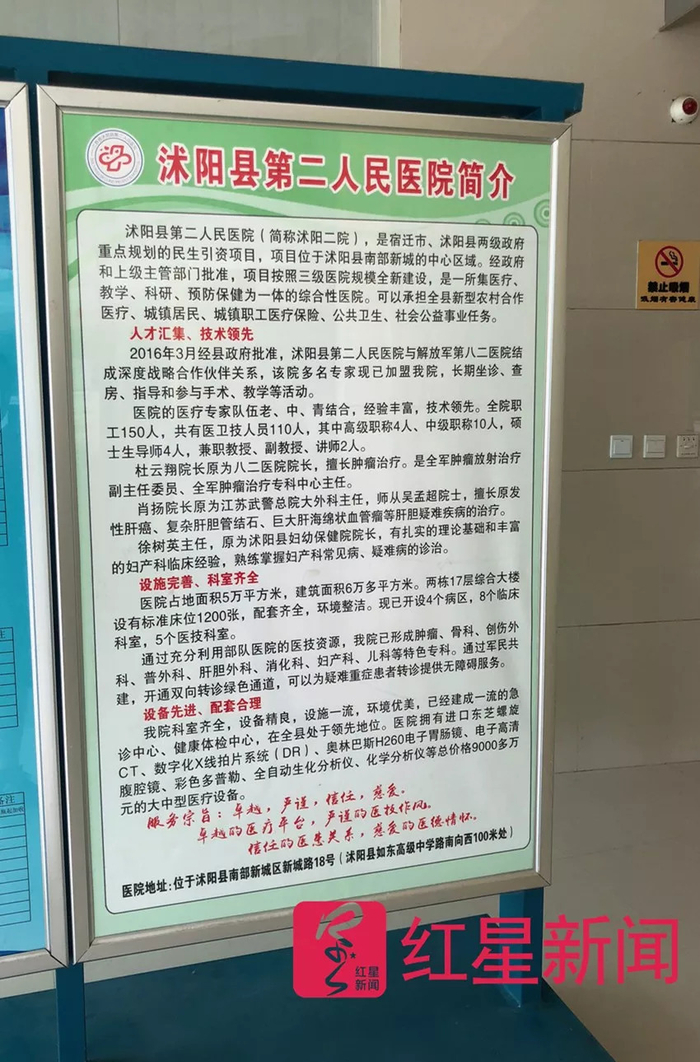 沭阳县第二人民医院简介
沭阳县第二人民医院（简称沭阳二院），是宿迁市、沭阳县两级政府
重点规划的民生引资项目，项目位于沭阳县南部新城的中心区域。经政府
和上级主管部门批准，项目按照三级医院规模全新建设，是一所集医疗、
教学、科研、预防保健为一体的综合性医院。可以承担全县新型农村合作
医疗、城镇居民、城镇职工医疗保险、公共卫生、社会公益事业任务。
人才汇集、技术领先
2016年3月经县政府批准，沭阳县第二人民医院与解放军第八二医院结
成深度战略合作伙伴关系，该院多名专家现已加盟我院，长期坐诊、查
房、指导和参与手术、教学等活动。
医院的医疗专家队伍老、中、青结合，经验丰富，技术领先。全院职
工150人，共有医卫技人员110人，其中高级职称4人、中级职称10人，硕
士生导师4人，兼职教授、副教授、讲师2人。
杜云翔院长原为八二医院院长，擅长肿瘤治疗。是全军肿瘤放射治疗
副主任委员、全军肿瘤治疗专科中心主任。
肖扬院长原为江苏武警总院大外科主任，师从吴孟超院士，擅长原发
性肝癌、复杂肝胆管结石、巨大肝海绵状血管瘤等肝胆疑难疾病的治疗。
徐树英主任，原为沭阳县妇幼保健院院长，有扎实的理论基础和丰富
的妇产科临床经验，熟练掌握妇产科常见病、疑难病的诊治。
设施完善、科室齐全
医院占地面积5万平方米，建筑面积6万多平方米。两栋17层综合大楼
设有标准床位1200张，配套齐全，环境整洁。现已开设4个病区，8个临床
科室，5个医技科室。
通过充分利用部队医院的医技资源，我院已形成肿瘤、骨科、创伤外
科、普外科、肝胆外科、消化科、妇产科、儿科等特色专科。通过军民共
建，开通双向转诊绿色通道，可以为疑难重症患者转诊提供无障碍服务。
设备先进、配套合理
我院科室齐全，设备精良，设施一流，环境优美，已经建成一流的急
诊中心、健康体检中心，在全县处于领先地位。医院拥有进口东芝螺旋
CT、数字化X线拍片系统（DR）、奥林巴斯H260电子胃肠镜、电子高清
腹腔镜、彩色多普勒、全自动生化分析仪、化学分析仪等总价格9000多万
元的大中型医疗设备。
服务宗旨：卓越，严谨，信任，慈爱。
卓越的医疗平台，严谨的医技作风。
信任的医患关系，慈爱的医德情怀。
医院地址：位于沭阳县南部新城区新城路18号（沭阳县如东高级中学路南向西100米处）
禁止吸烟
吸烟有害健康
备注
红星
新闻
红星新闻